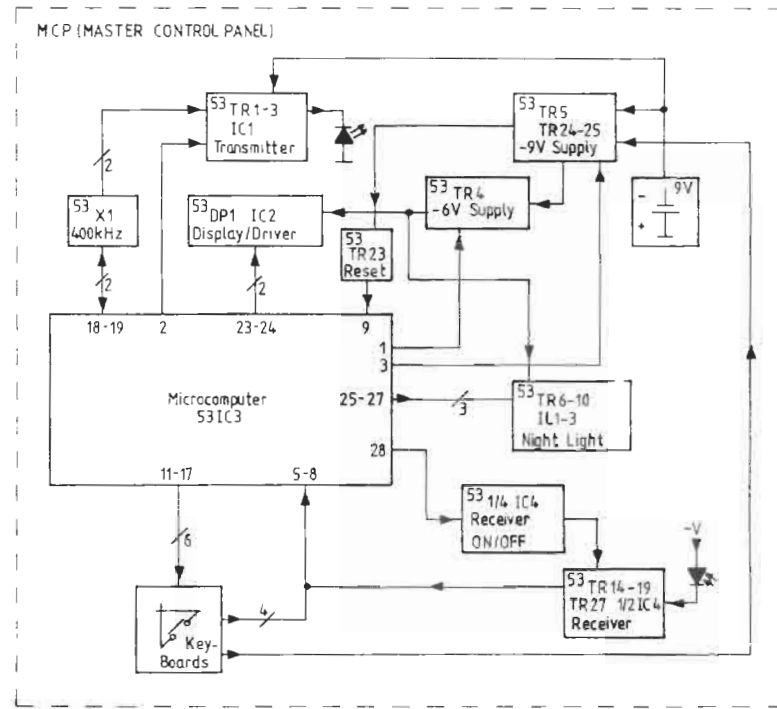 MCP (MASTER CONTROL PANEL)
53 TR1-3
IC1
Transmitter
53 TR5
TR24-25
-9V Supply
9V
-
+
2
53 X1
400kHz
53 DP1 IC2
Display/Driver
53 TR4
-6V Supply
53
TR23
Reset
2
2
18-19
2
23-24
9
1
3
Microcomputer
53IC3
25-27
3
53 TR6-10
IL1-3
Night Light
28
11-17
5-8
53 1/4 IC4
Receiver
ON/OFF
-V
6
4
53 TR14-19
TR27 1/2 IC4
Receiver
Key-
Boards